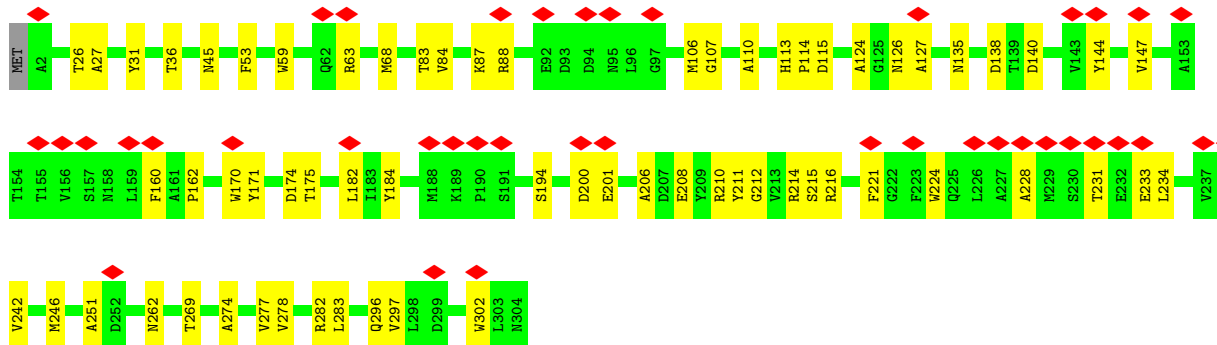 MET A2 T26 A27 Y31 T36 N45 F53 W59 Q62 R63 M68 T83 V84 K87 R88 E92 D93 D94 N95 L96 G97 M106 G107 A110 H113 P114 D115 A124 G125 N126 A127 N135 D138 T139 D140 V143 Y144 V147 A153
T154 T155 V156 S157 N158 L159 F160 A161 P162 W170 Y171 D174 T175 L182 I183 Y184 M188 K189 P190 S191 S194 D200 E201 A206 D207 E208 Y209 R210 Y211 G212 V213 R214 S215 R216 F221 G222 F223 W224 Q225 L226 A227 A228 M229 S230 T231 E232 E233 L234 V237
V242 M246 A251 D252 N262 T269 A274 V277 V278 R282 L283 Q296 V297 L298 D299 W302 L303 N304